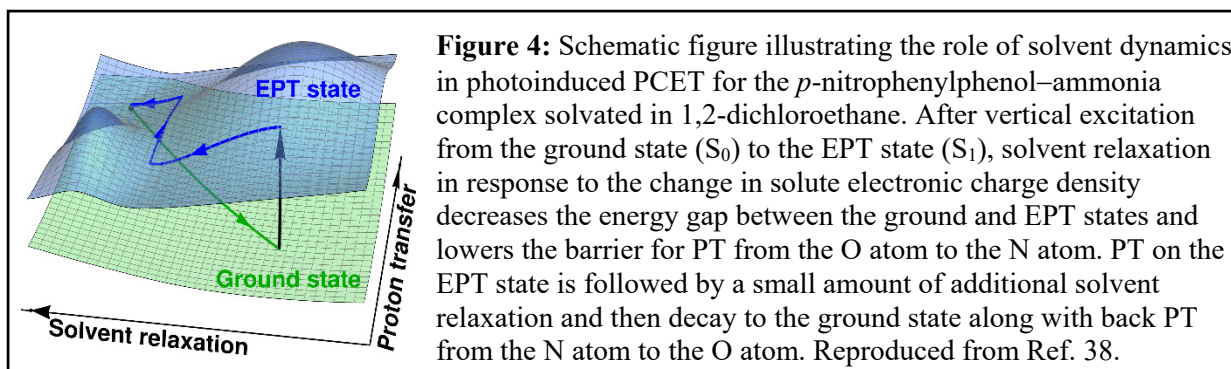 EPT state
Ground state
Solvent relaxation
Proton transfer
Figure 4: Schematic figure illustrating the role of solvent dynamics
in photoinduced PCET for the p-nitrophenylphenol–ammonia
complex solvated in 1,2-dichloroethane. After vertical excitation
from the ground state (S₀) to the EPT state (S₁), solvent relaxation
in response to the change in solute electronic charge density
decreases the energy gap between the ground and EPT states and
lowers the barrier for PT from the O atom to the N atom. PT on the
EPT state is followed by a small amount of additional solvent
relaxation and then decay to the ground state along with back PT
from the N atom to the O atom. Reproduced from Ref. 38.